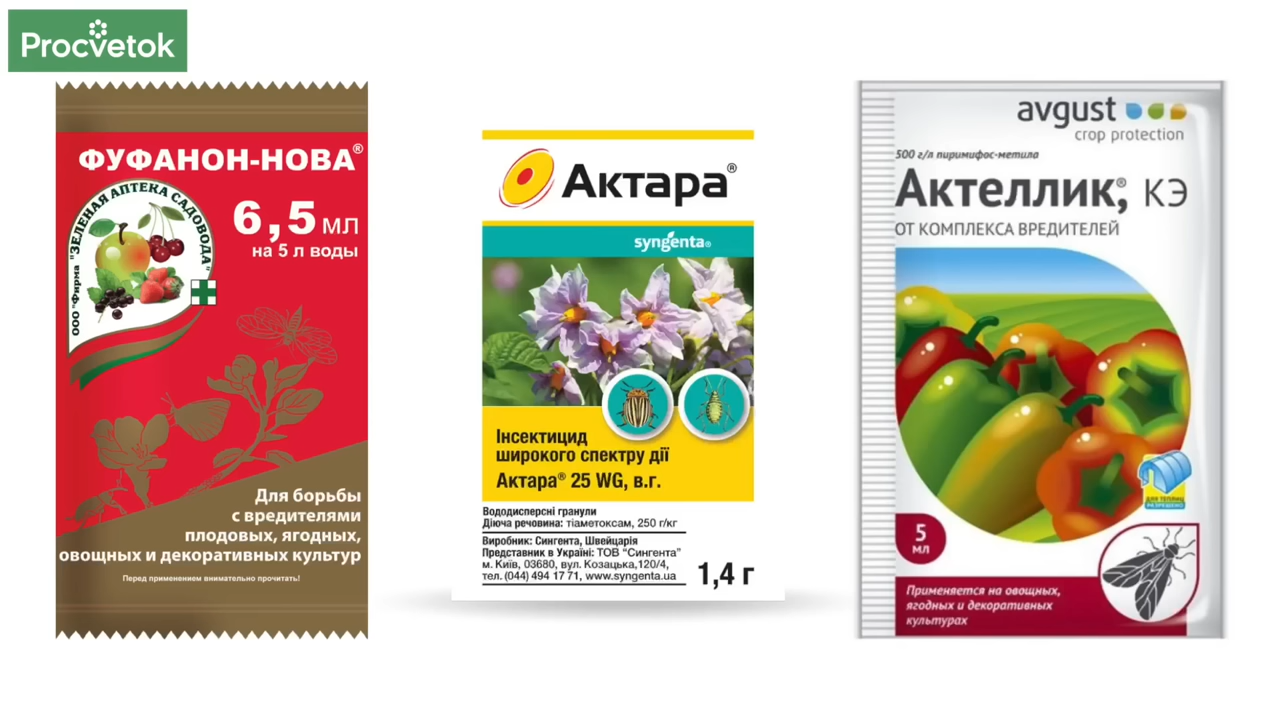 Procvetok
ФУФАНОН-НОВА®
ООО "Фирма "ЗЕЛЕНАЯ АПТЕКА САДОВОДА"
6,5 мл
на 5 л воды
Для борьбы
с вредителями
плодовых, ягодных,
овощных и декоративных культур
Перед применением внимательно прочитать!
Актара®
syngenta®
Інсектицид
широкого спектру дії
Актара® 25 WG, в.г.
Вододисперсні гранули
Діюча речовина: тіаметоксам, 250 г/кг
Виробник: Сингента, Швейцарія
Представник в Україні: ТОВ "Сингента"
м. Київ, 03680, вул. Козацька,120/4,
тел. (044) 494 17 71, www.syngenta.ua
1,4 г
avgust
crop protection
500 г/л пиримифос-метила
Актеллик®, КЭ
ОТ КОМПЛЕКСА ВРЕДИТЕЛЕЙ
ДЛЯ ТЕПЛИЦ
РАЗРЕШЕНО
5
мл
Применяется на овощных,
ягодных и декоративных
культурах